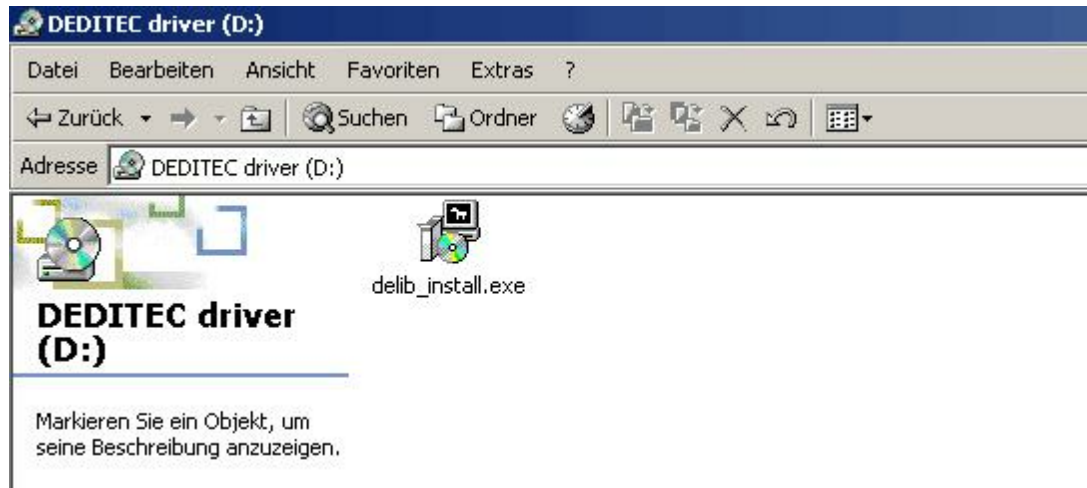 DEDITEC driver (D:)
Datei Bearbeiten Ansicht Favoriten Extras ?
Zurück Suchen Ordner
Adresse DEDITEC driver (D:)
delib_install.exe
DEDITEC driver
(D:)
Markieren Sie ein Objekt, um
seine Beschreibung anzuzeigen.